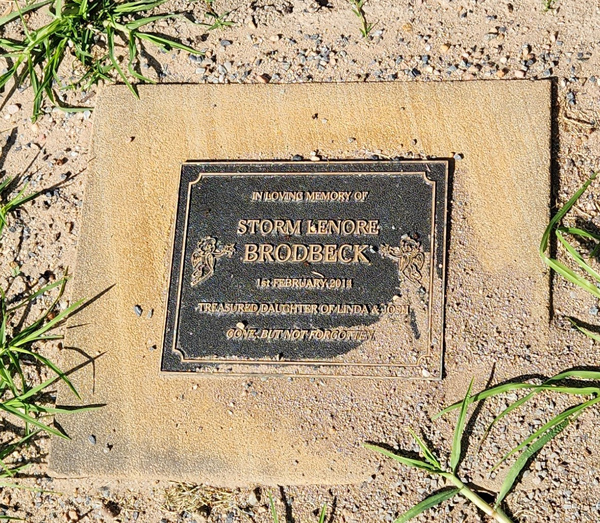 IN LOVING MEMORY OF
STORM LENORE
BRODBECK
1st FEBRUARY 2011
TREASURED DAUGHTER OF LINDA &
GONE, BUT NOT FORGOTTEN